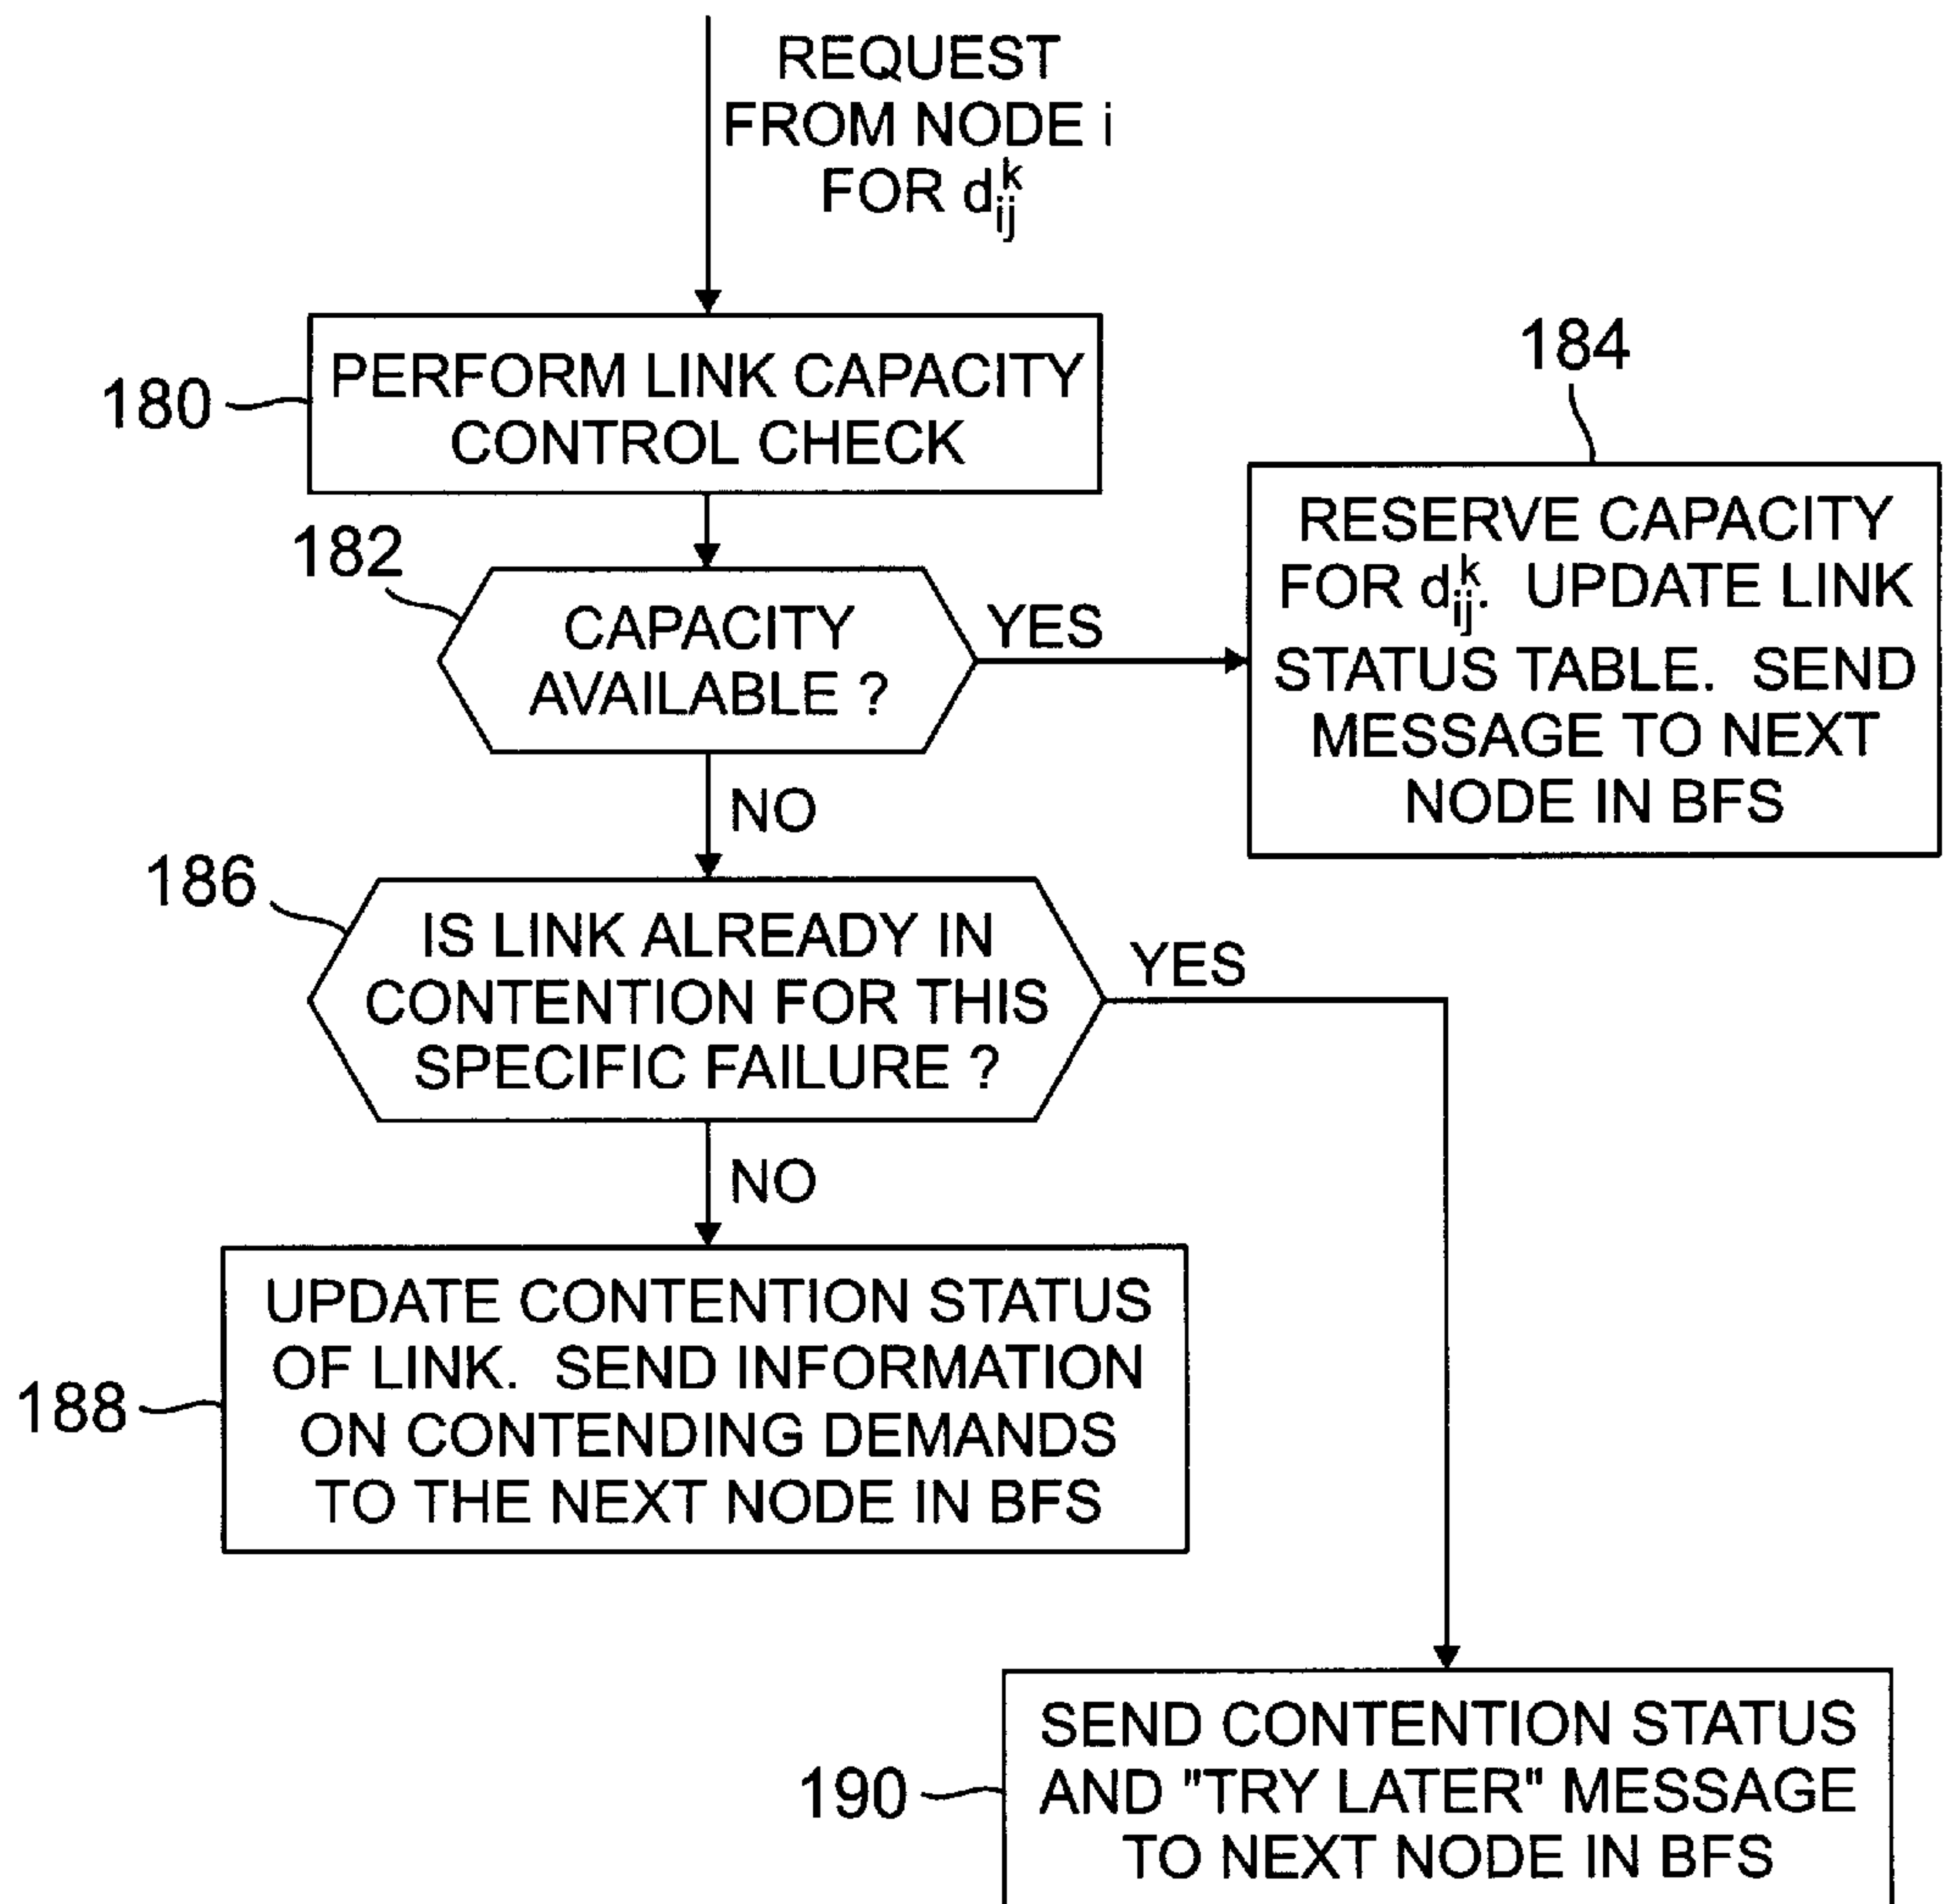 REQUEST
FROM NODE i
FOR d^k_ij
180
PERFORM LINK CAPACITY
CONTROL CHECK
184
RESERVE CAPACITY
FOR d^k_ij. UPDATE LINK
STATUS TABLE. SEND
MESSAGE TO NEXT
NODE IN BFS
182
CAPACITY
AVAILABLE ?
YES
NO
186
IS LINK ALREADY IN
CONTENTION FOR THIS
SPECIFIC FAILURE ?
YES
NO
188
UPDATE CONTENTION STATUS
OF LINK. SEND INFORMATION
ON CONTENDING DEMANDS
TO THE NEXT NODE IN BFS
190
SEND CONTENTION STATUS
AND "TRY LATER" MESSAGE
TO NEXT NODE IN BFS